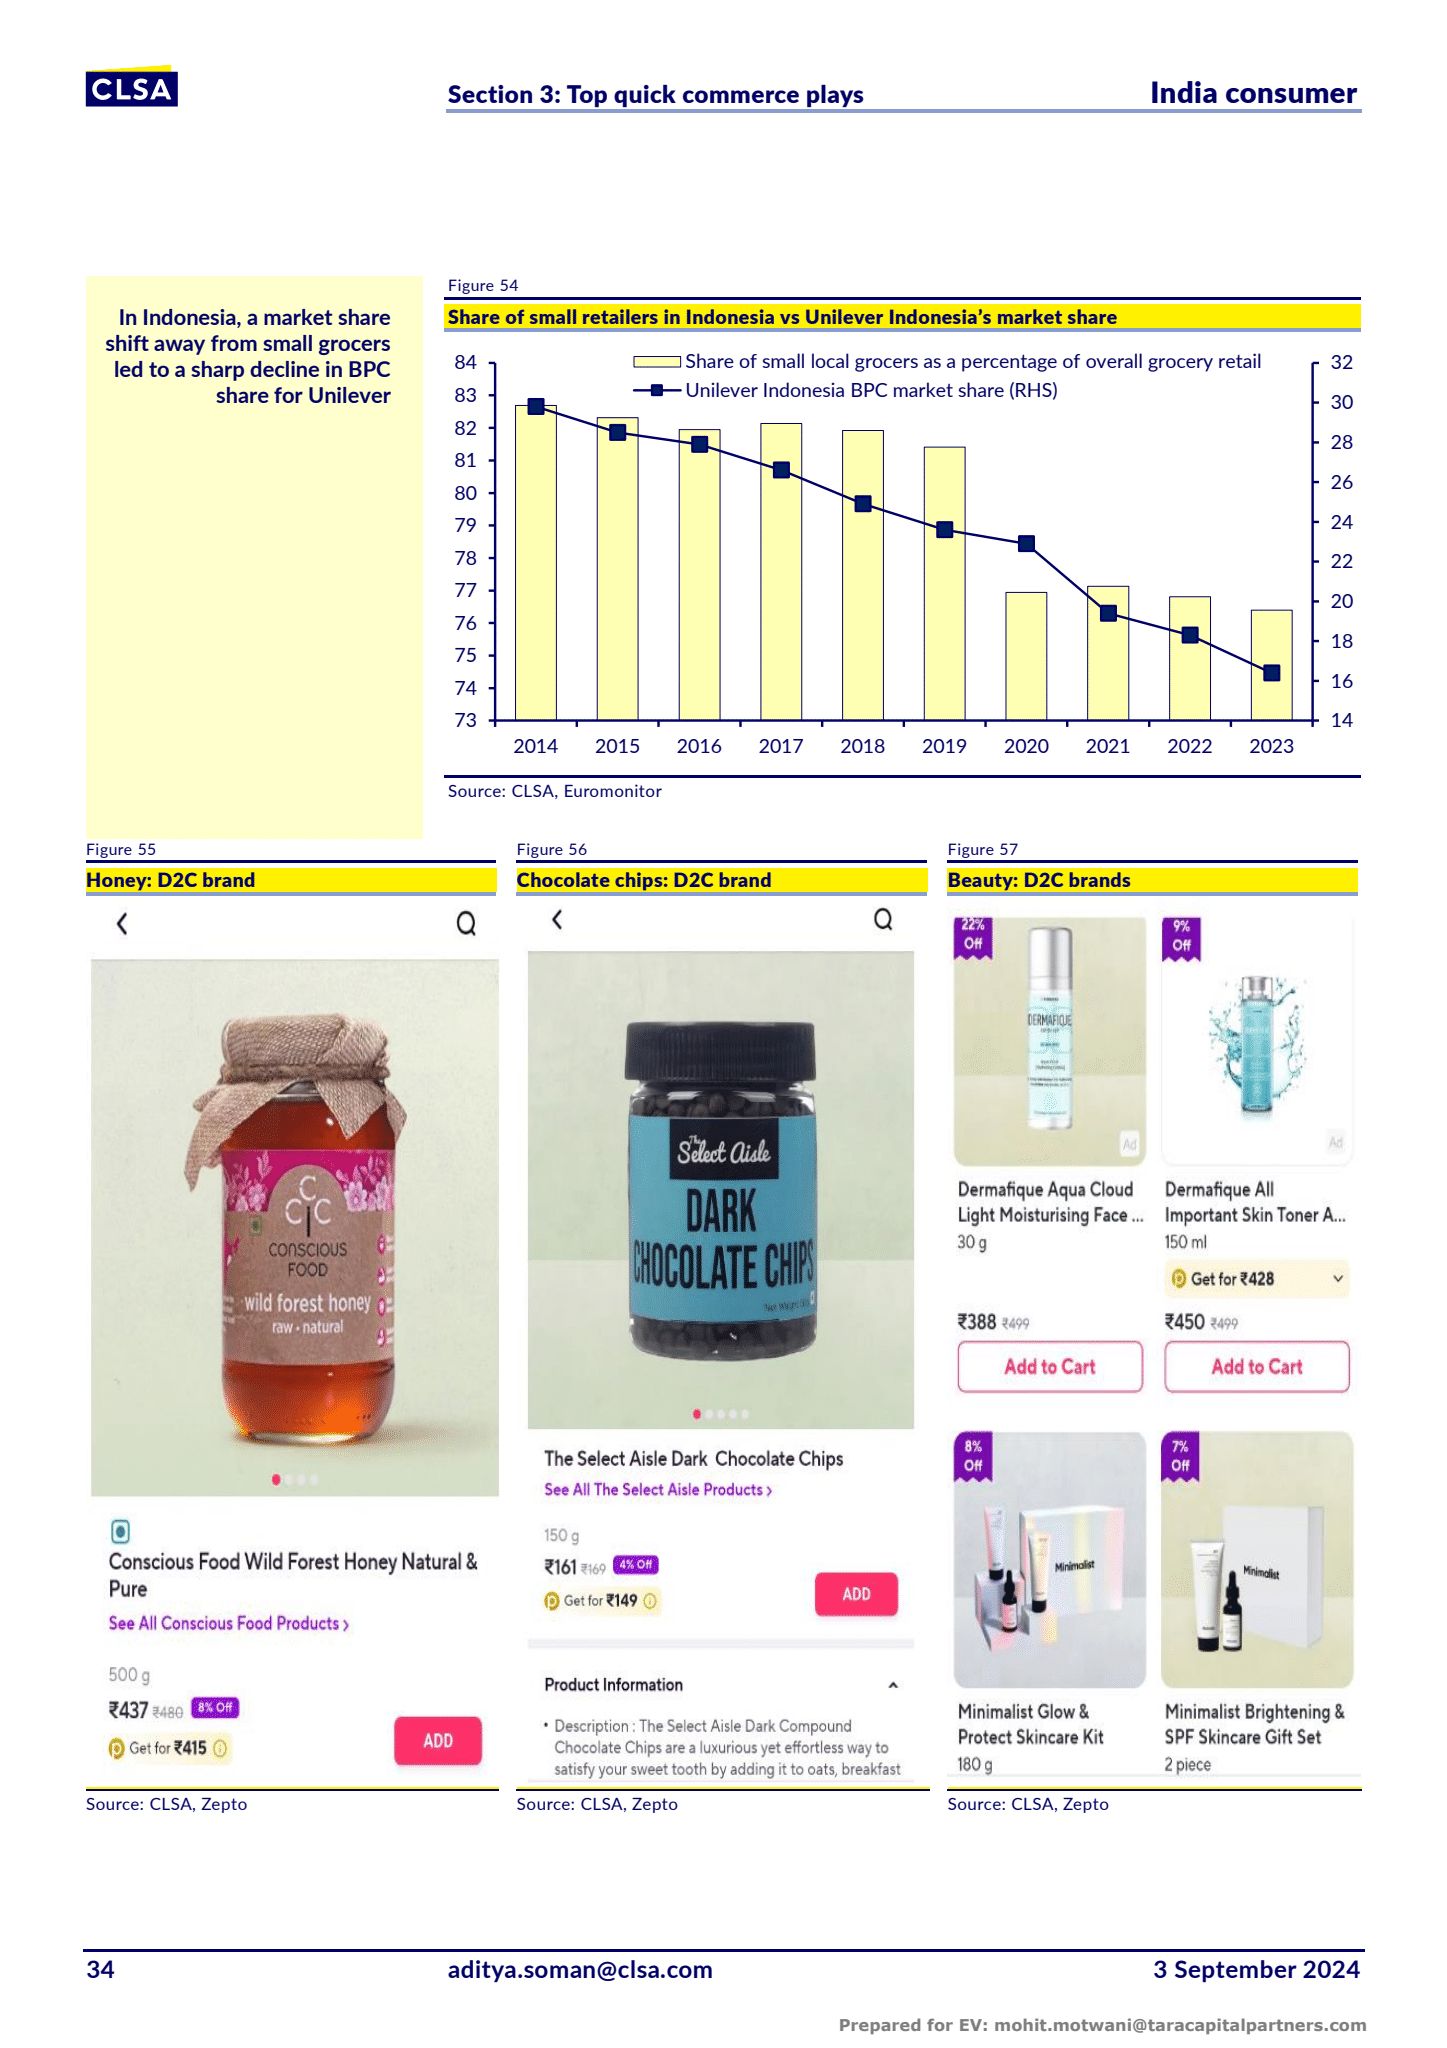 CLSA
Section 3: Top quick commerce plays
India consumer
In Indonesia, a market share
shift away from small grocers
led to a sharp decline in BPC
share for Unilever
Figure 54
Share of small retailers in Indonesia vs Unilever Indonesia's market share
Share of small local grocers as a percentage of overall grocery retail
Unilever Indonesia BPC market share (RHS)
84
83
82
81
80
79
78
77
76
75
74
73
32
30
28
26
24
22
20
18
16
14
2014 2015 2016 2017 2018 2019 2020 2021 2022 2023
Source: CLSA, Euromonitor
Figure 55
Honey: D2C brand
CONSCIOUS
FOOD
wild forest honey
raw • natural
Conscious Food Wild Forest Honey Natural &
Pure
See All Conscious Food Products >
500 g
₹437 ₹480 8% Off
Get for ₹415
ADD
Source: CLSA, Zepto
Figure 56
Chocolate chips: D2C brand
The
Select Aisle
DARK
CHOCOLATE CHIPS
The Select Aisle Dark Chocolate Chips
See All The Select Aisle Products >
150 g
₹161 ₹169 4% Off
Get for ₹149
ADD
Product Information
• Description : The Select Aisle Dark Compound
Chocolate Chips are a luxurious yet effortless way to
satisfy your sweet tooth by adding it to oats, breakfast
Source: CLSA, Zepto
Figure 57
Beauty: D2C brands
22%
Off
DERMAFIQUE
Ad
Dermafique Aqua Cloud
Light Moisturising Face ...
30 g
₹388 ₹499
Add to Cart
9%
Off
Ad
Dermafique All
Important Skin Toner A...
150 ml
Get for ₹428
₹450 ₹499
Add to Cart
8%
Off
Minimalist
Minimalist Glow &
Protect Skincare Kit
180 g
7%
Off
Minimalist
Minimalist Brightening &
SPF Skincare Gift Set
2 piece
Source: CLSA, Zepto
34
aditya.soman@clsa.com
3 September 2024
Prepared for EV: mohit.motwani@taracapitalpartners.com